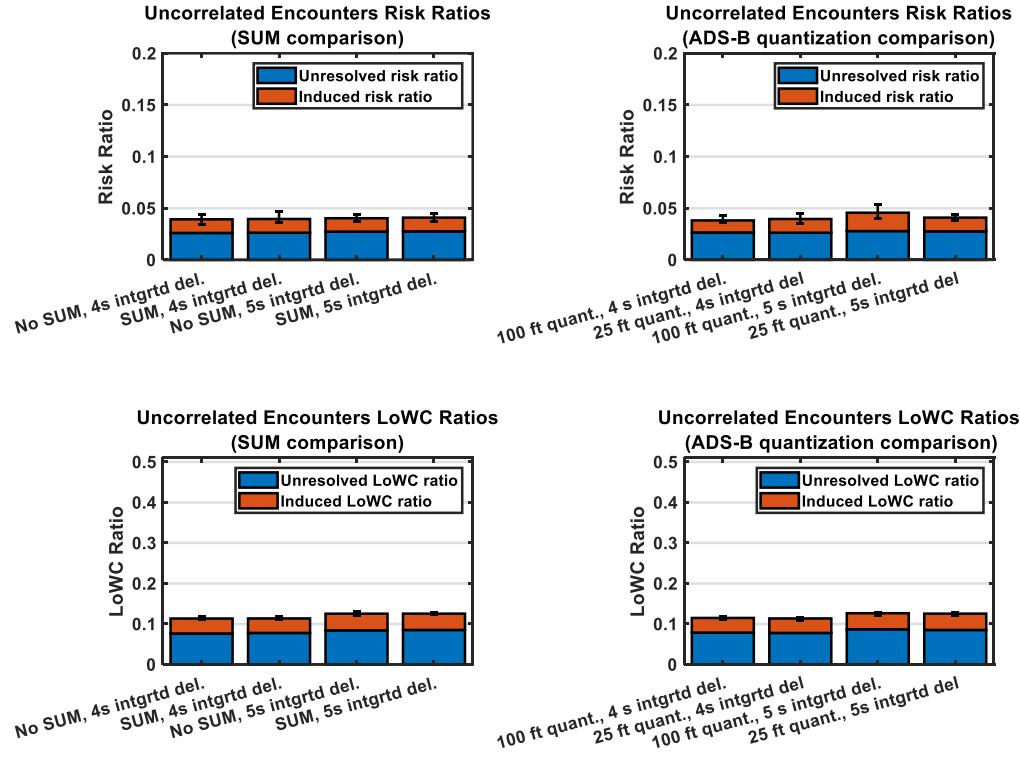 Uncorrelated Encounters Risk Ratios
(SUM comparison)
0.2
0.15
0.1
0.05
0
Risk Ratio
Unresolved risk ratio
Induced risk ratio
No SUM, 4s intgrtd del.
SUM, 4s intgrtd del.
No SUM, 5s intgrtd del.
SUM, 5s intgrtd del.
Uncorrelated Encounters Risk Ratios
(ADS-B quantization comparison)
0.2
0.15
0.1
0.05
0
Risk Ratio
Unresolved risk ratio
Induced risk ratio
100 ft quant., 4 s intgrtd del.
25 ft quant., 4s intgrtd del
100 ft quant., 5 s intgrtd del.
25 ft quant., 5s intgrtd del
Uncorrelated Encounters LoWC Ratios
(SUM comparison)
0.5
0.4
0.3
0.2
0.1
0
LoWC Ratio
Unresolved LoWC ratio
Induced LoWC ratio
No SUM, 4s intgrtd del.
SUM, 4s intgrtd del.
No SUM, 5s intgrtd del.
SUM, 5s intgrtd del.
Uncorrelated Encounters LoWC Ratios
(ADS-B quantization comparison)
0.5
0.4
0.3
0.2
0.1
0
LoWC Ratio
Unresolved LoWC ratio
Induced LoWC ratio
100 ft quant., 4 s intgrtd del.
25 ft quant., 4s intgrtd del
100 ft quant., 5 s intgrtd del.
25 ft quant., 5s intgrtd del